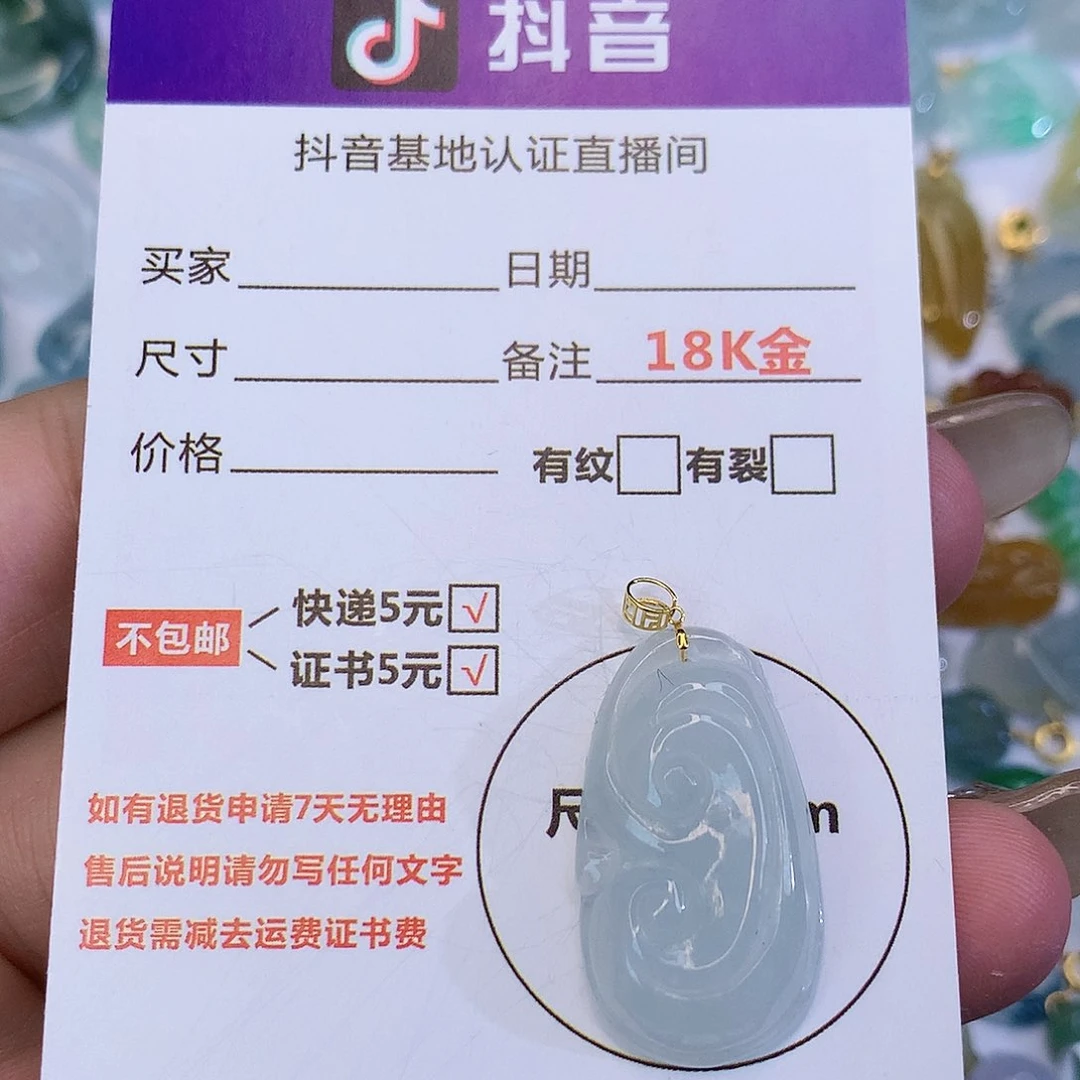 抖音
抖音基地认证直播间
买家 日期
尺寸 备注 18K金
价格 有纹 有裂
不包邮
快递5元 √
证书5元 √
如有退货申请7天无理由
售后说明请勿写任何文字
退货需减去运费证书费
尺 m